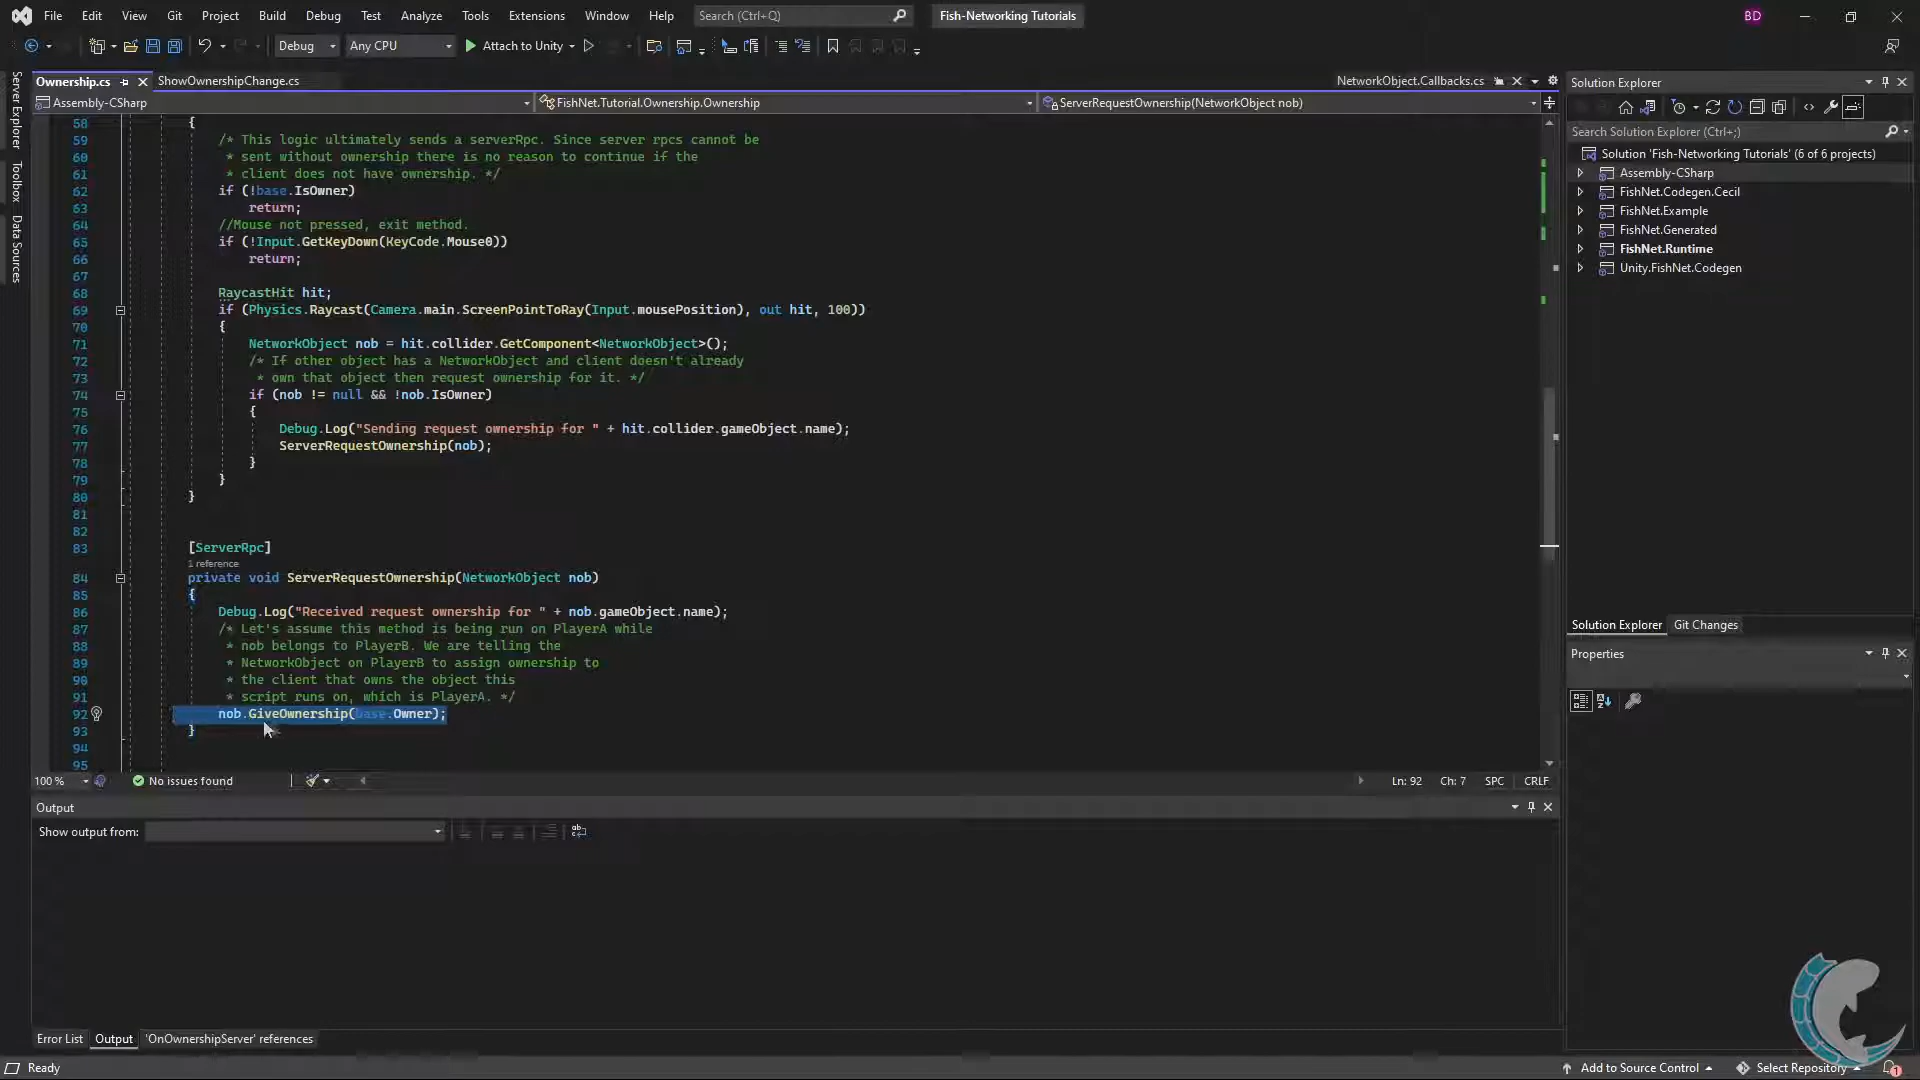 File Edit View Git Project Build Debug Test Analyze Tools Extensions Window Help Search (Ctrl+Q) Fish-Networking Tutorials BD
Debug Any CPU Attach to Unity
Ownership.cs ShowOwnershipChange.cs NetworkObject.Callbacks.cs
Assembly-CSharp FishNet.Tutorial.Ownership.Ownership ServerRequestOwnership(NetworkObject nob)
Server Explorer
Toolbox
Data Sources
58 {
59 /* This logic ultimately sends a serverRpc. Since server rpcs cannot be
60 * sent without ownership there is no reason to continue if the
61 * client does not have ownership. */
62 if (!base.IsOwner)
63 return;
64 //Mouse not pressed, exit method.
65 if (!Input.GetKeyDown(KeyCode.Mouse0))
66 return;
67
68 RaycastHit hit;
69 if (Physics.Raycast(Camera.main.ScreenPointToRay(Input.mousePosition), out hit, 100))
70 {
71 NetworkObject nob = hit.collider.GetComponent<NetworkObject>();
72 /* If other object has a NetworkObject and client doesn't already
73 * own that object then request ownership for it. */
74 if (nob != null && !nob.IsOwner)
75 {
76 Debug.Log("Sending request ownership for " + hit.collider.gameObject.name);
77 ServerRequestOwnership(nob);
78 }
79 }
80 }
81
82
83 [ServerRpc]
1 reference
84 private void ServerRequestOwnership(NetworkObject nob)
85 {
86 Debug.Log("Received request ownership for " + nob.gameObject.name);
87 /* Let's assume this method is being run on PlayerA while
88 * nob belongs to PlayerB. We are telling the
89 * NetworkObject on PlayerB to assign ownership to
90 * the client that owns the object this
91 * script runs on, which is PlayerA. */
92 nob.GiveOwnership(base.Owner);
93 }
94
95
100 % No issues found Ln: 92 Ch: 7 SPC CRLF
Output
Show output from:
Error List Output 'OnOwnershipServer' references
Solution Explorer
Search Solution Explorer (Ctrl+;)
Solution 'Fish-Networking Tutorials' (6 of 6 projects)
Assembly-CSharp
FishNet.Codegen.Cecil
FishNet.Example
FishNet.Generated
FishNet.Runtime
Unity.FishNet.Codegen
Solution Explorer Git Changes
Properties
Ready Add to Source Control Select Repository 1